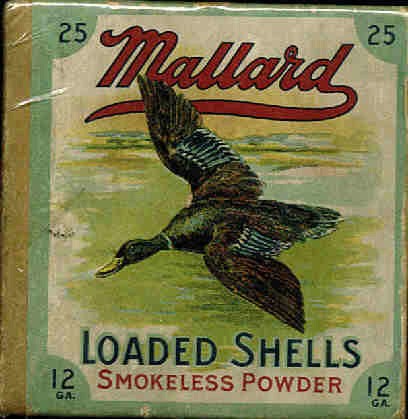 25 25
Mallard
LOADED SHELLS
12 GA. SMOKELESS POWDER 12 GA.